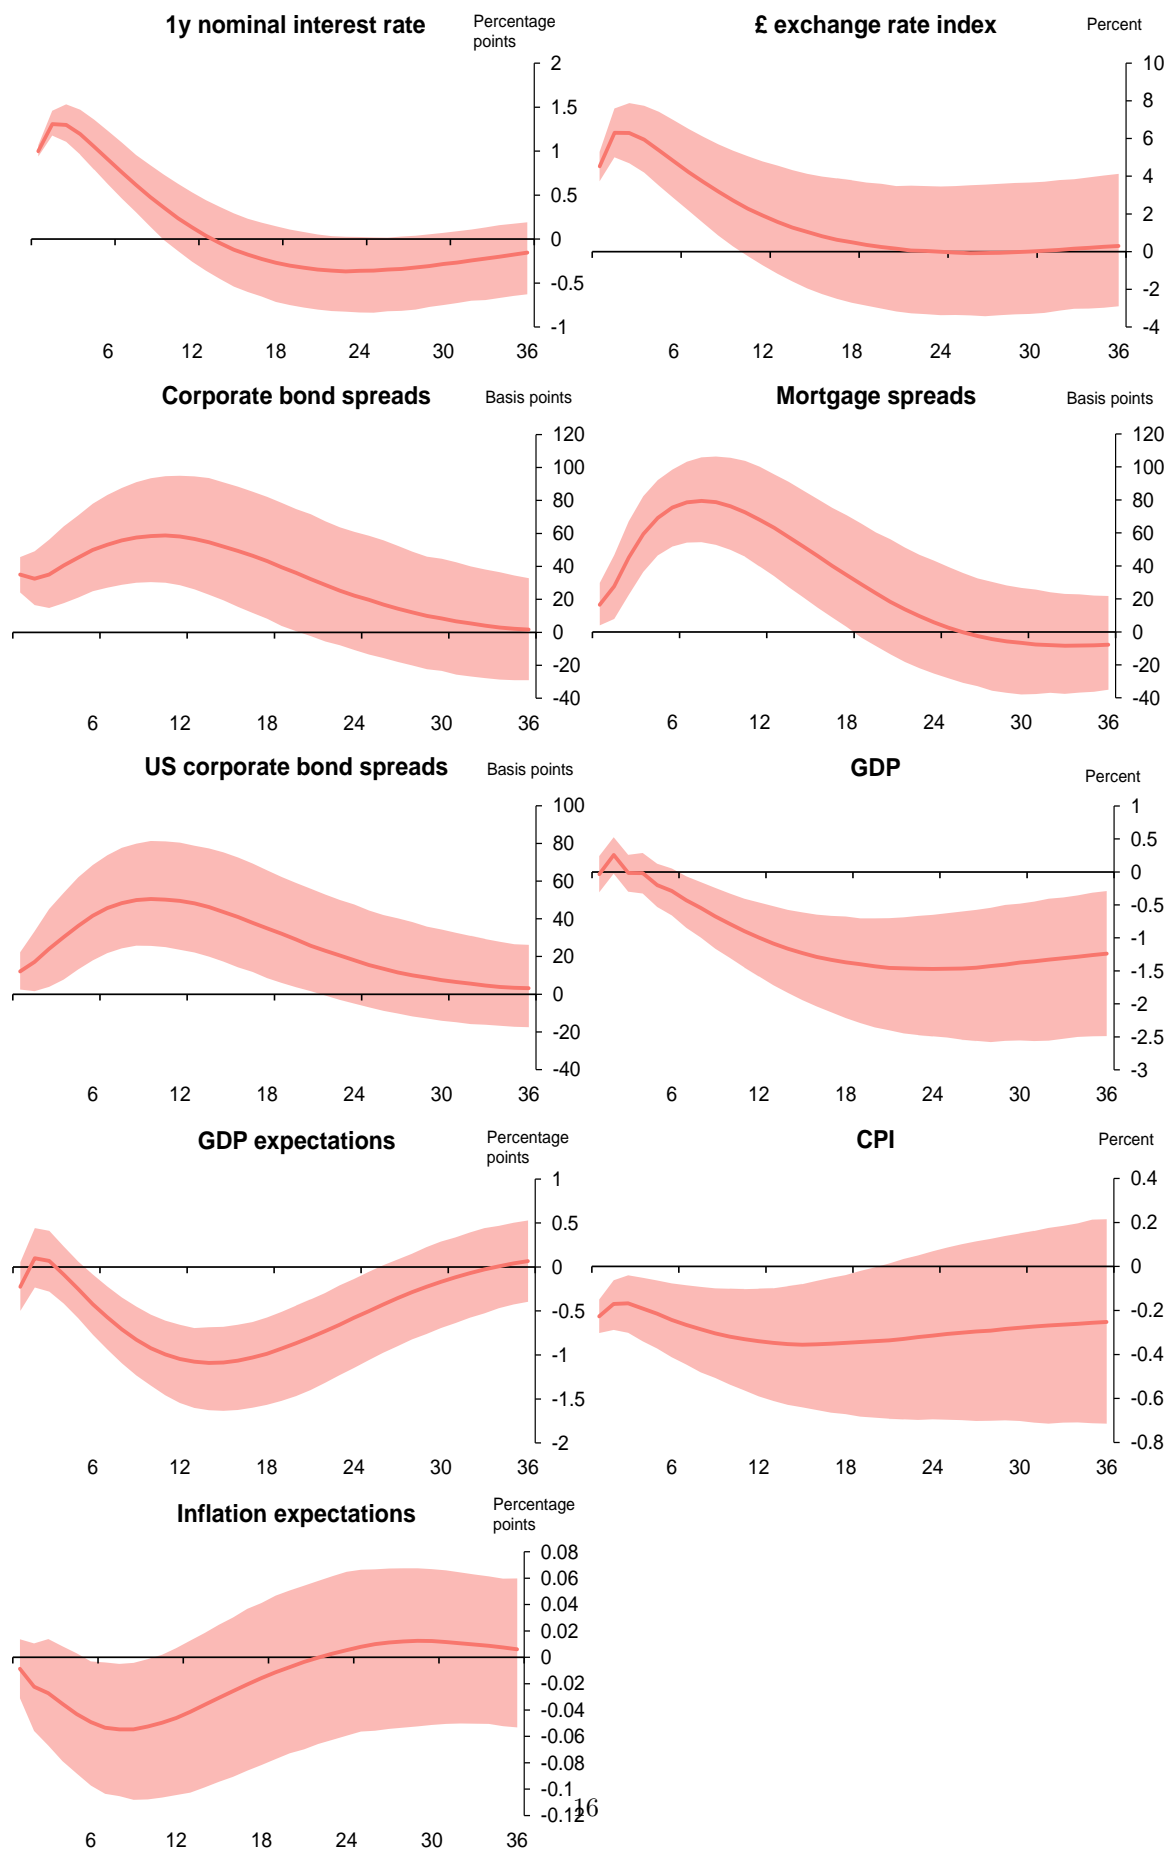 1y nominal interest rate
Percentage
points
2
1.5
1
0.5
0
-0.5
-1
6 12 18 24 30 36
£ exchange rate index
Percent
10
8
6
4
2
0
-2
-4
6 12 18 24 30 36
Corporate bond spreads
Basis points
120
100
80
60
40
20
0
-20
-40
6 12 18 24 30 36
Mortgage spreads
Basis points
120
100
80
60
40
20
0
-20
-40
6 12 18 24 30 36
US corporate bond spreads
Basis points
100
80
60
40
20
0
-20
-40
6 12 18 24 30 36
GDP
Percent
1
0.5
0
-0.5
-1
-1.5
-2
-2.5
-3
6 12 18 24 30 36
GDP expectations
Percentage
points
1
0.5
0
-0.5
-1
-1.5
-2
6 12 18 24 30 36
CPI
Percent
0.4
0.2
0
-0.2
-0.4
-0.6
-0.8
6 12 18 24 30 36
Inflation expectations
Percentage
points
0.08
0.06
0.04
0.02
0
-0.02
-0.04
-0.06
-0.08
-0.1
-0.12
16
6 12 18 24 30 36